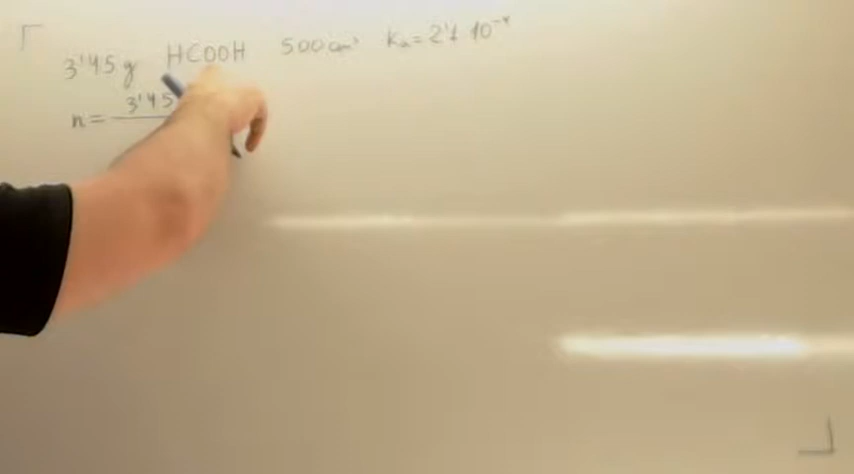 3'45 g HCOOH 500 cm³ Ka = 2'1 10⁻⁴
n = 3'45